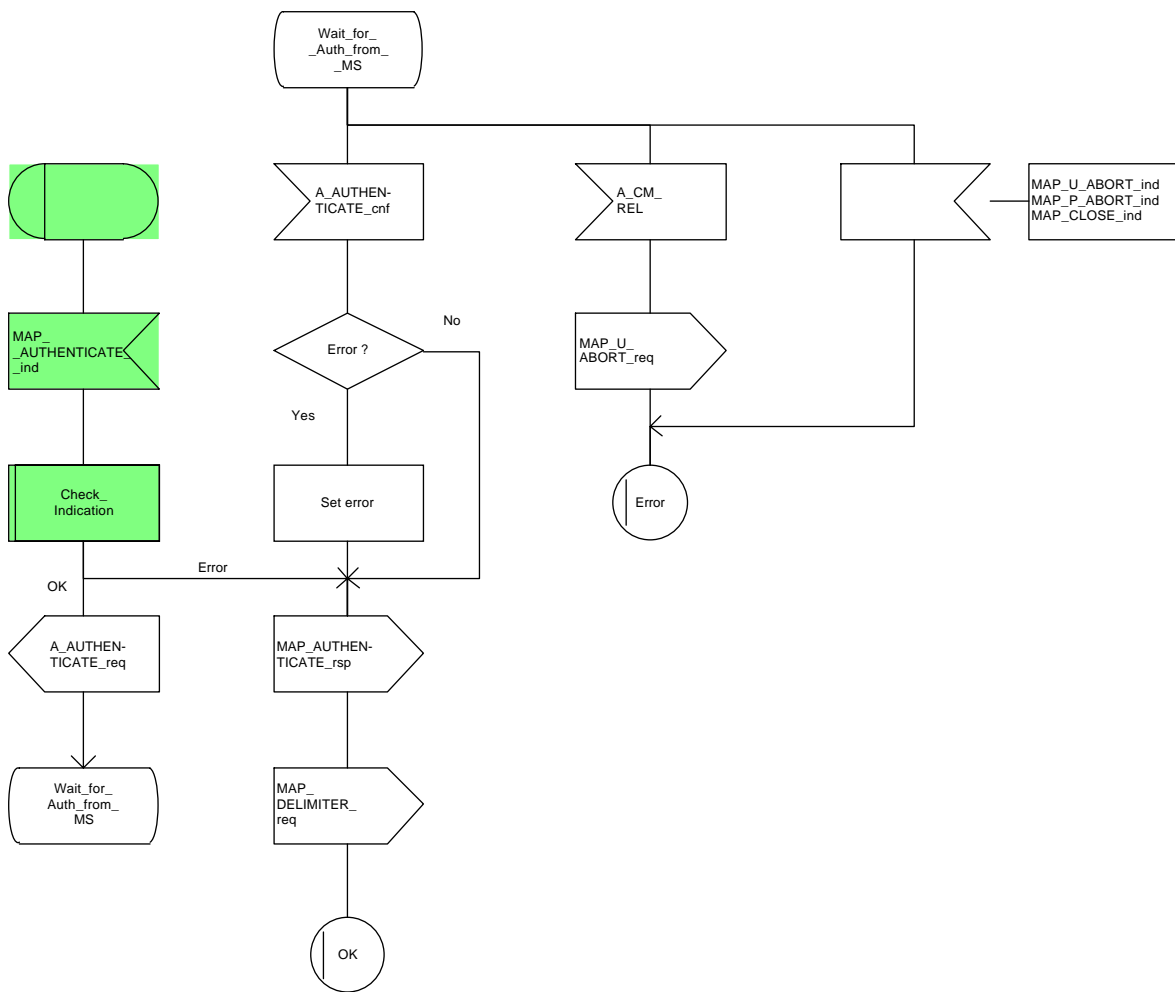 Wait_for_
_Auth_from_
_MS
A_AUTHEN-
TICATE_cnf
A_CM_
REL
MAP_U_ABORT_ind
MAP_P_ABORT_ind
MAP_CLOSE_ind
MAP_
_AUTHENTICATE_
_ind
Error ?
No
MAP_U_
ABORT_req
Yes
Check_
Indication
Set error
Error
Error
OK
A_AUTHEN-
TICATE_req
MAP_AUTHEN-
TICATE_rsp
Wait_for_
Auth_from_
MS
MAP_
DELIMITER_
req
OK